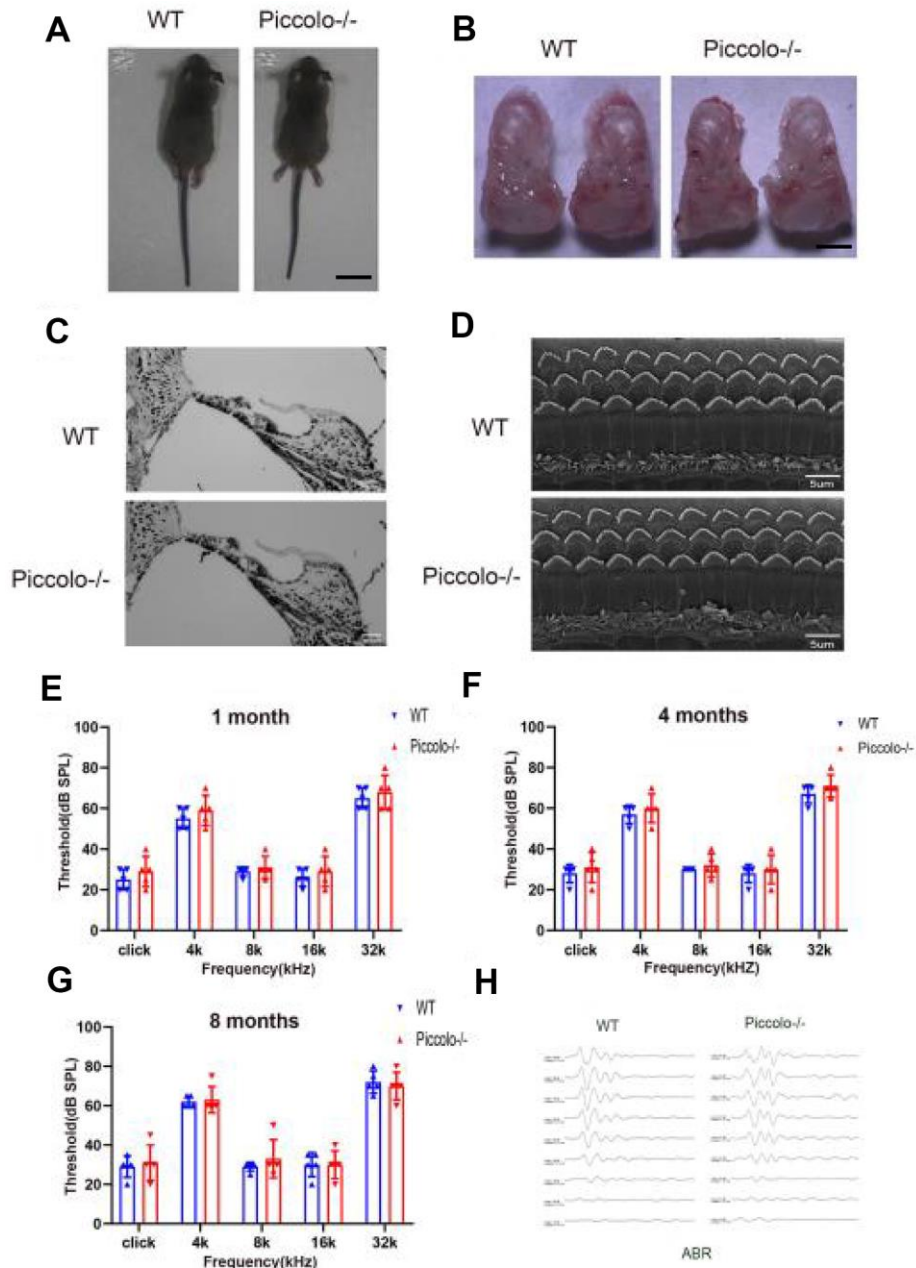 A
WT
Piccolo-/-
B
WT
Piccolo-/-
C
WT
Piccolo-/-
D
WT
5um
Piccolo-/-
5um
E
1 month
WT
Piccolo-/-
Threshold(dB SPL)
100
80
60
40
20
0
click
4k
8k
16k
32k
Frequency(kHz)
F
4 months
WT
Piccolo-/-
Threshold(dB SPL)
100
80
60
40
20
0
click
4k
8k
16k
32k
Frequency(kHZ)
G
8 months
WT
Piccolo-/-
Threshold(dB SPL)
100
80
60
40
20
0
click
4k
8k
16k
32k
Frequency(kHz)
H
WT
Piccolo-/-
ABR